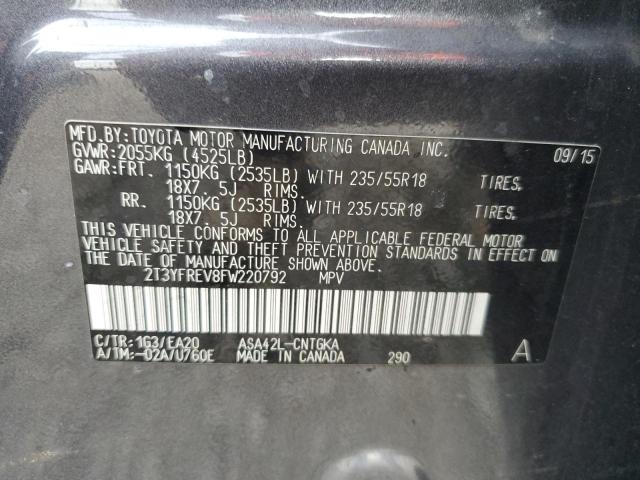 MFD.BY:TOYOTA MOTOR MANUFACTURING CANADA INC. 09/15
GVWR:2055KG (4525LB)
GAWR:FRT. 1150KG (2535LB) WITH 235/55R18 TIRES,
18X7. 5J RIMS.
RR. 1150KG (2535LB) WITH 235/55R18 TIRES,
18X7. 5J RIMS.
THIS VEHICLE CONFORMS TO ALL APPLICABLE FEDERAL MOTOR
VEHICLE SAFETY AND THEFT PREVENTION STANDARDS IN EFFECT ON
THE DATE OF MANUFACTURE SHOWN ABOVE.
2T3YFREV8FW220792 MPV
C/TR:1G3/EA20 ASA42L-CNTGKA
A/TM:-02A/U760E MADE IN CANADA 290 A